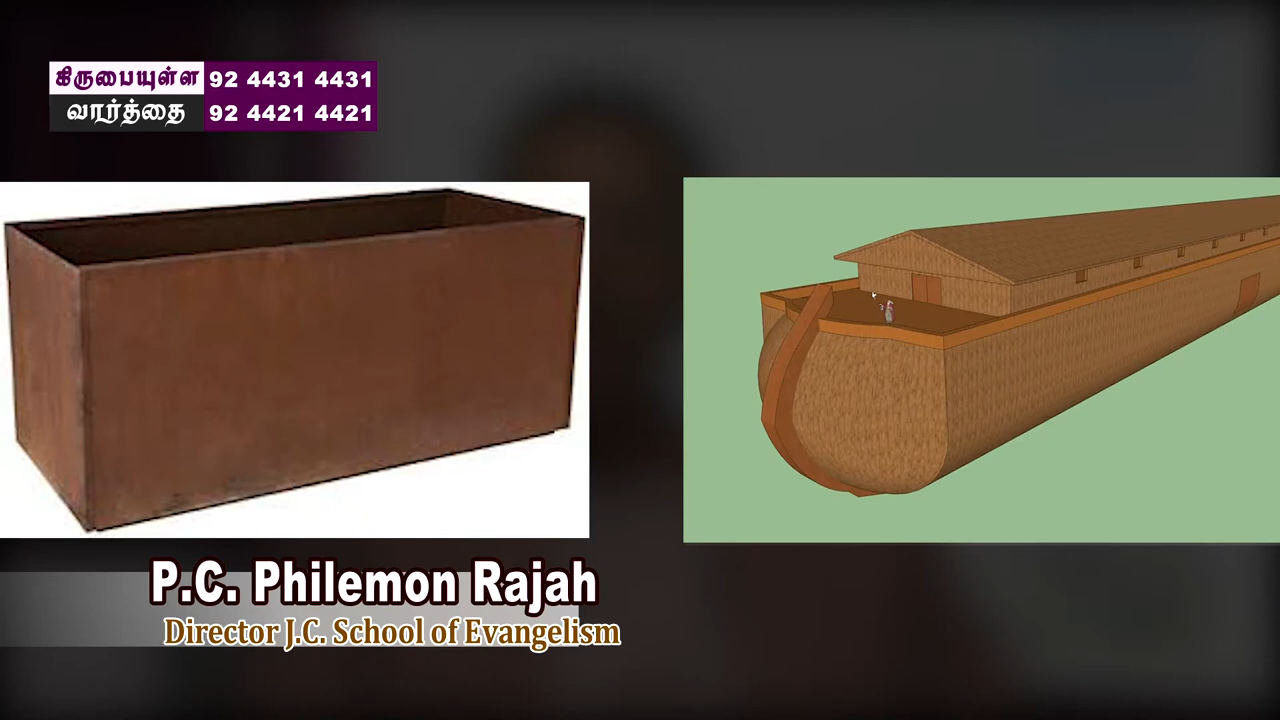 கிருபையுள்ள 92 4431 4431
வார்த்தை 92 4421 4421
P.C. Philemon Rajah
Director J.C. School of Evangelism